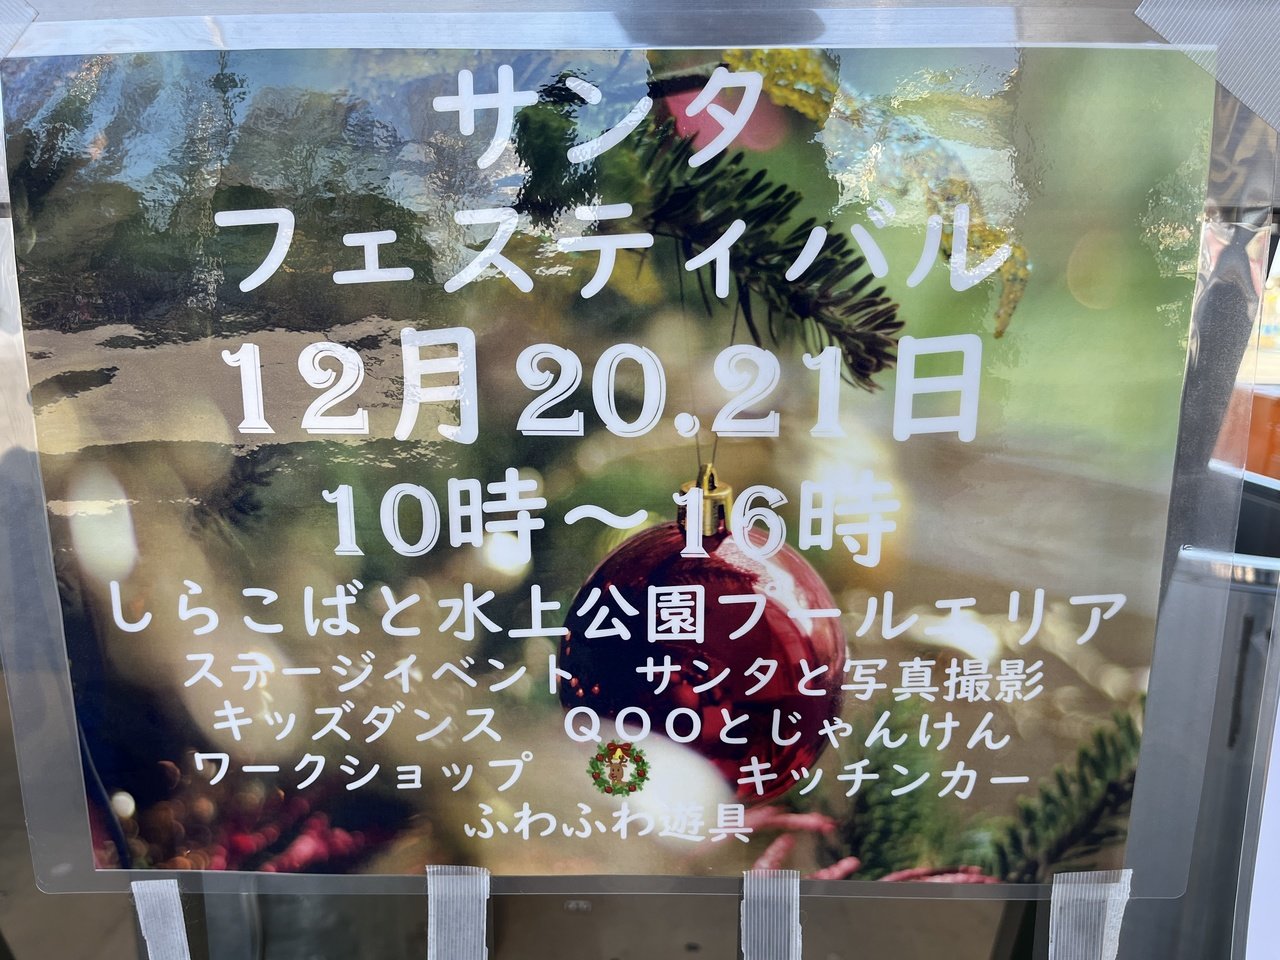 サンタ
フェスティバル
12月20.21日
10時～16時
しらこばと水上公園プールエリア
ステージイベント　サンタと写真撮影
キッズダンス　QOOとじゃんけん
ワークショップ　キッチンカー
ふわふわ遊具